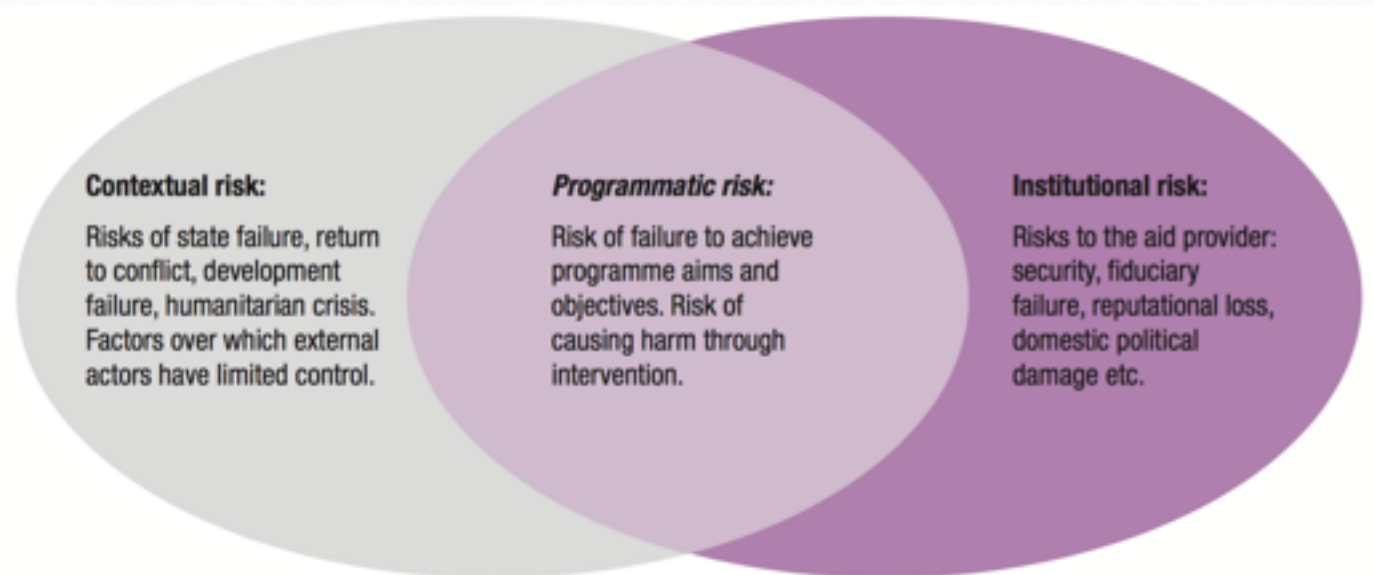 Contextual risk:
Risks of state failure, return
to conflict, development
failure, humanitarian crisis.
Factors over which external
actors have limited control.
Programmatic risk:
Risk of failure to achieve
programme aims and
objectives. Risk of
causing harm through
intervention.
Institutional risk:
Risks to the aid provider:
security, fiduciary
failure, reputational loss,
domestic political
damage etc.